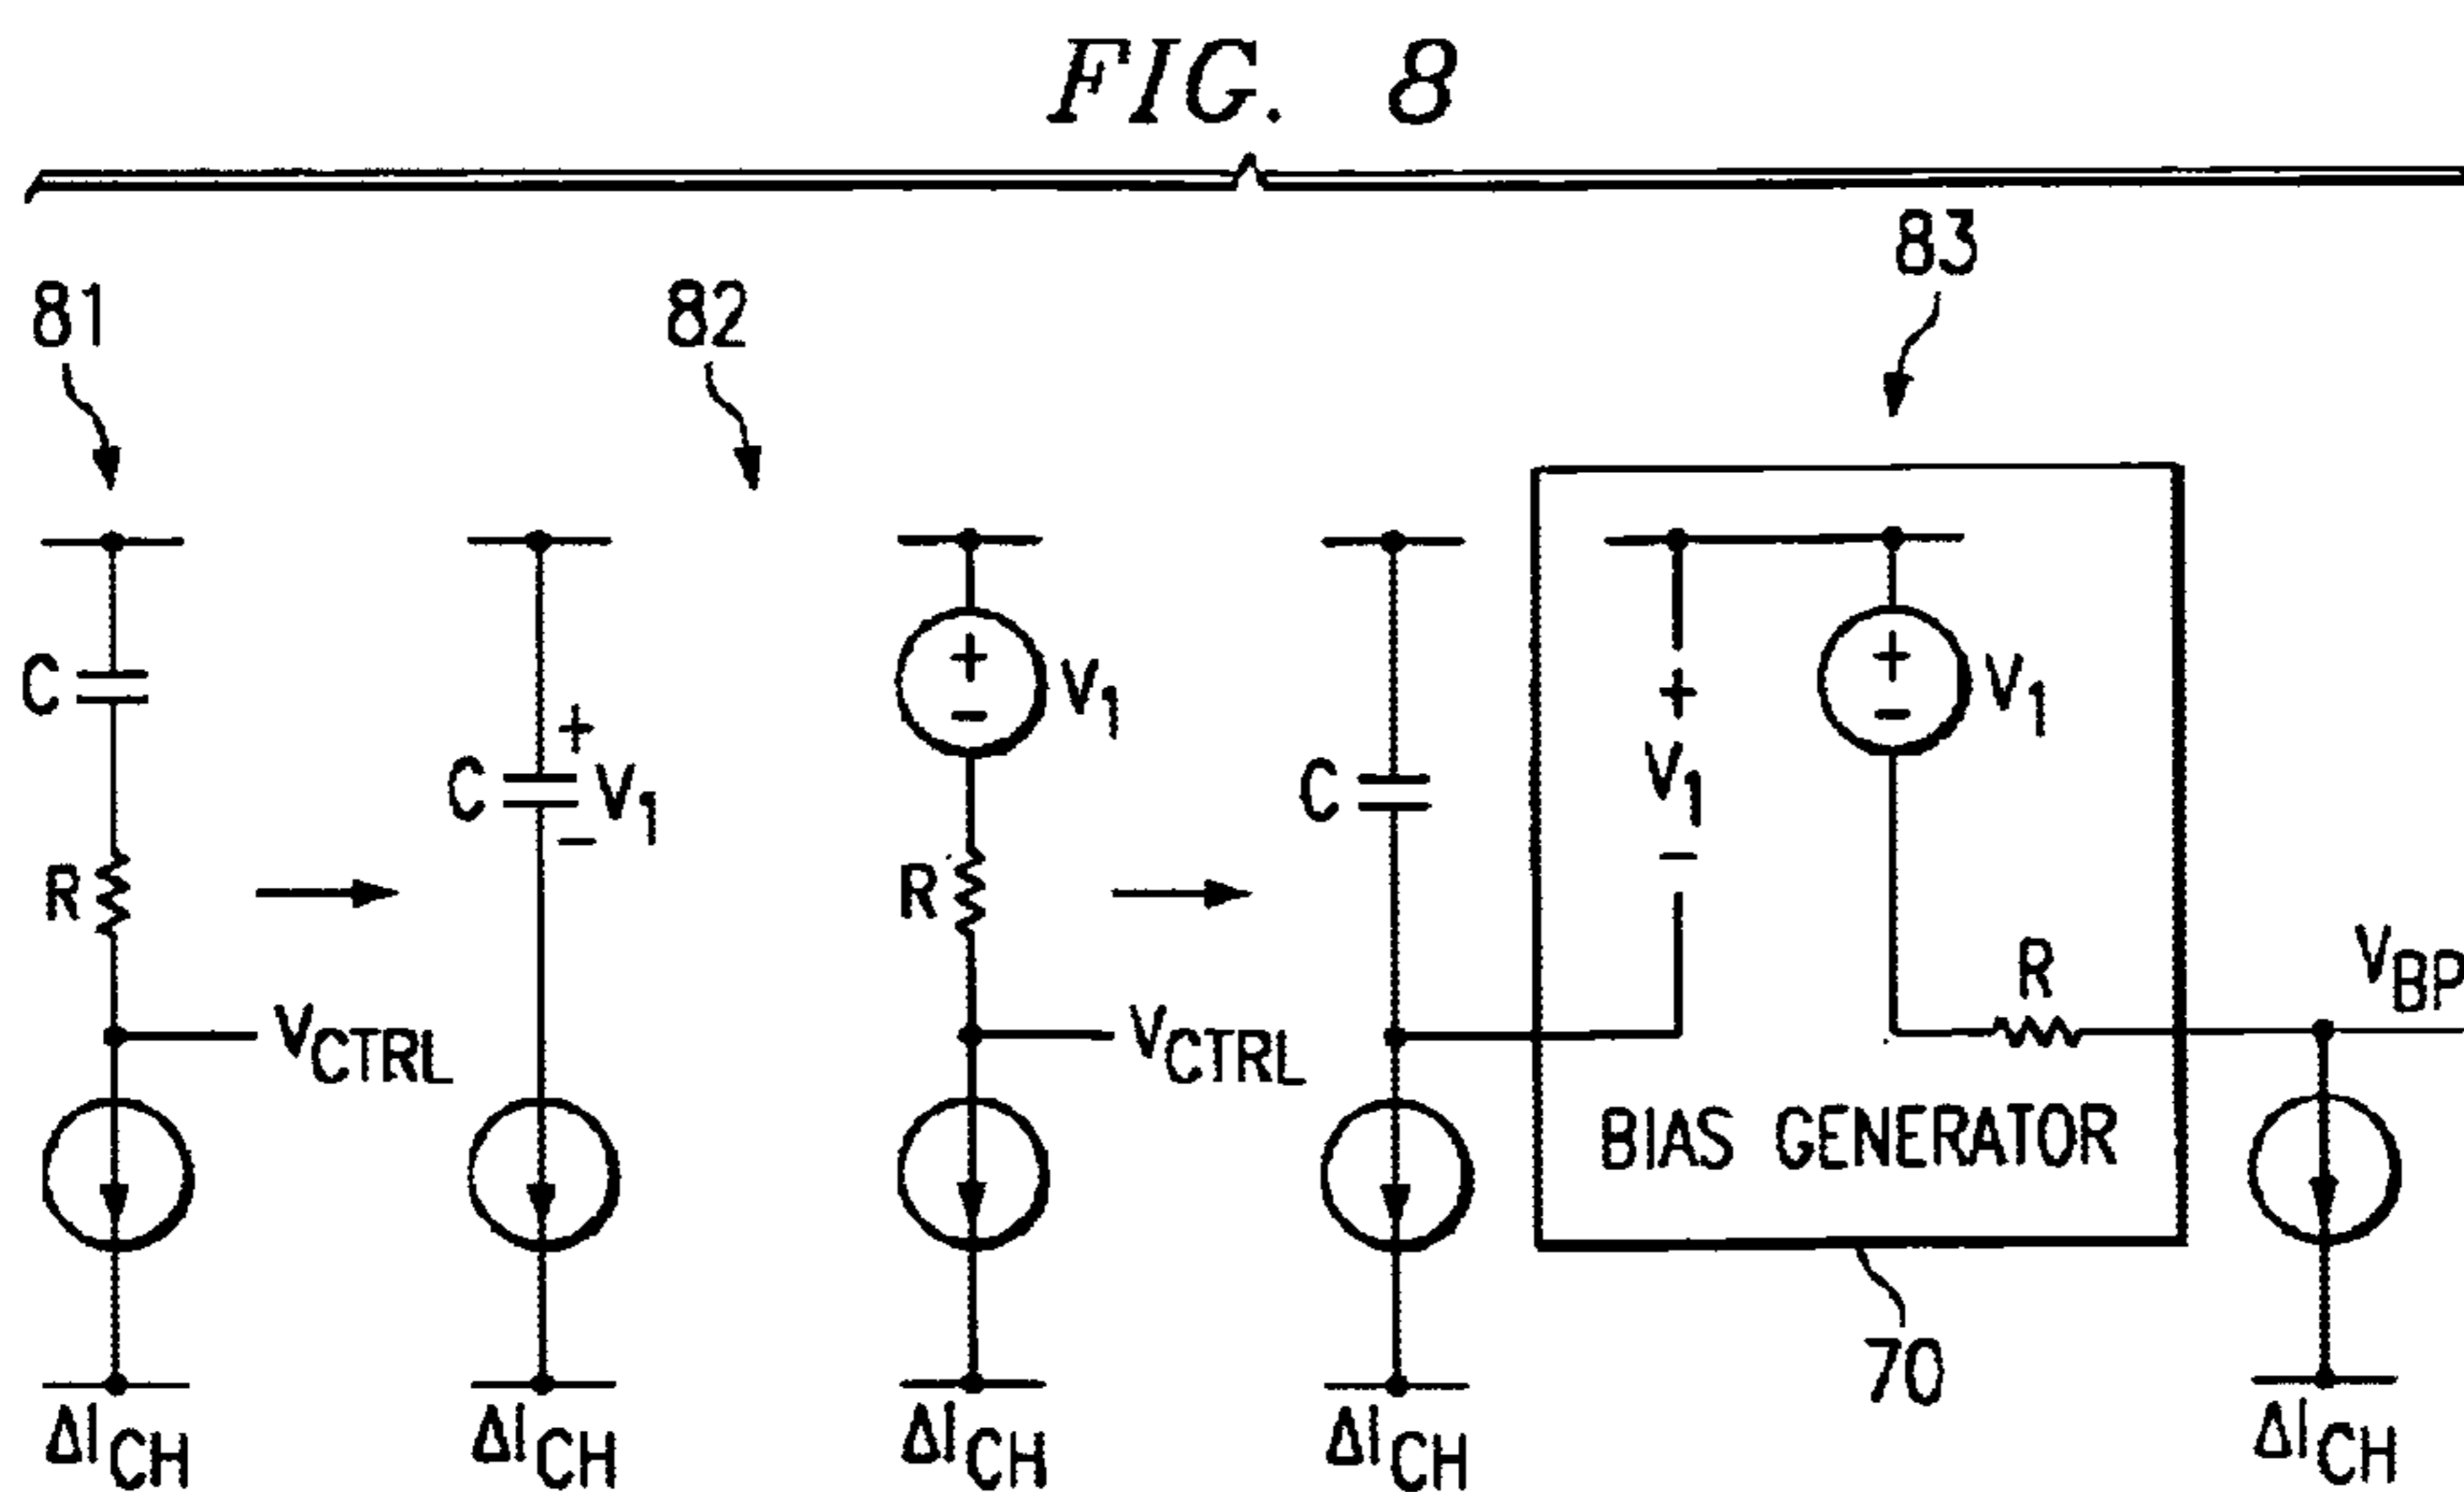 FIG. 8
81
82
83
C
R
VCTRL
ΔICH
C
+
V1
−
ΔICH
+
−
V1
R
VCTRL
ΔICH
C
ΔICH
+
V1
−
+
−
V1
R
BIAS GENERATOR
70
VBP
ΔICH